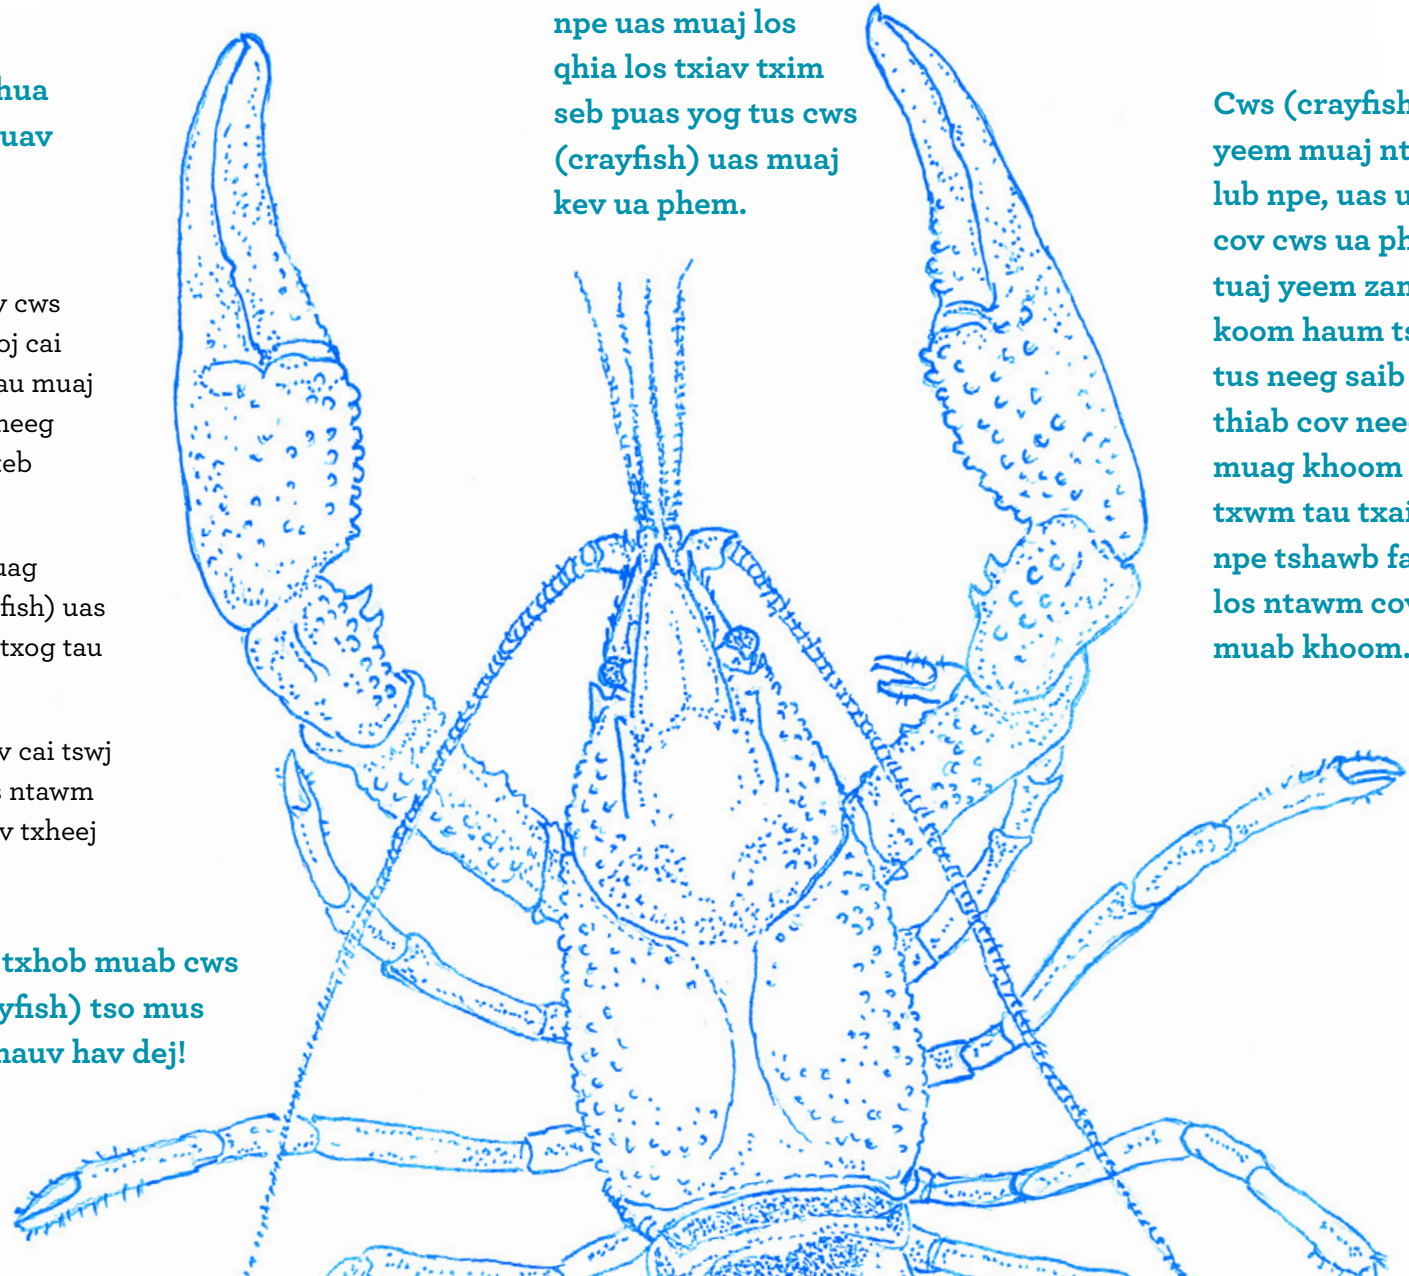 hua
uav
v cws
oj cai
au muaj
neeg
teb
uag
fish) uas
txog tau
v cai tswj
s ntawm
v txheej
txhob muab cws
yfish) tso mus
hauv hav dej!
npe uas muaj los
qhia los txiav txim
seb puas yog tus cws
(crayfish) uas muaj
kev ua phem.
Cws (crayfish
yeem muaj nt
lub npe, uas u
cov cws ua ph
tuaj yeem zan
koom haum ts
tus neeg saib
thiab cov nee
muag khoom
txwm tau txai
npe tshawb fa
los ntawm cov
muab khoom.